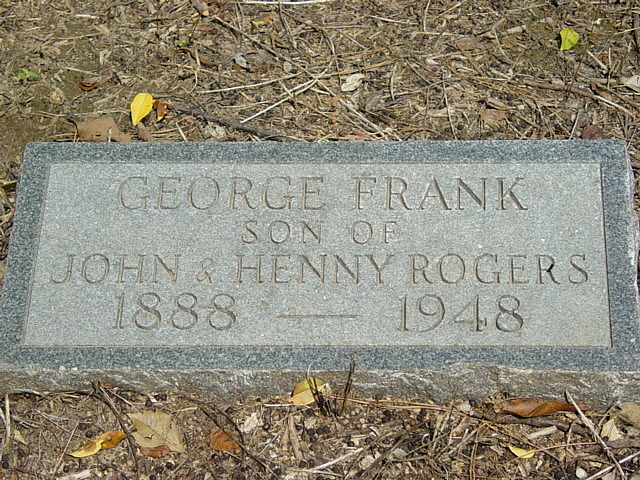 GEORGE FRANK
SON OF
JOHN & HENNY ROGERS
1888 — 1948